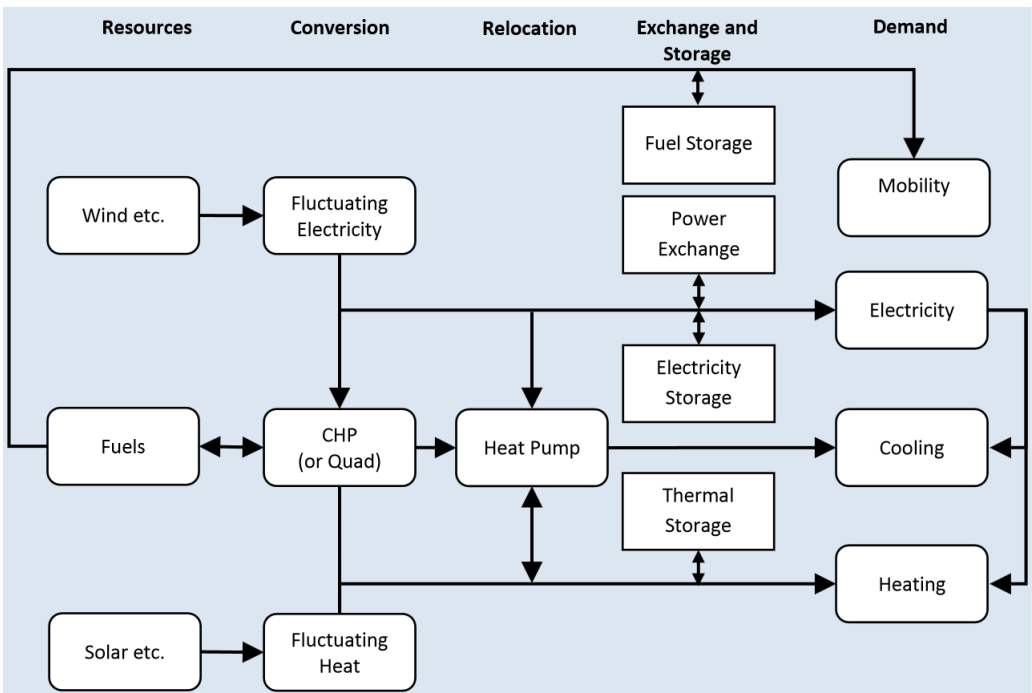 Resources
Conversion
Relocation
Exchange and
Storage
Demand
Fuel Storage
Mobility
Wind etc.
Fluctuating
Electricity
Power
Exchange
Electricity
Electricity
Storage
Fuels
CHP
(or Quad)
Heat Pump
Cooling
Thermal
Storage
Heating
Solar etc.
Fluctuating
Heat